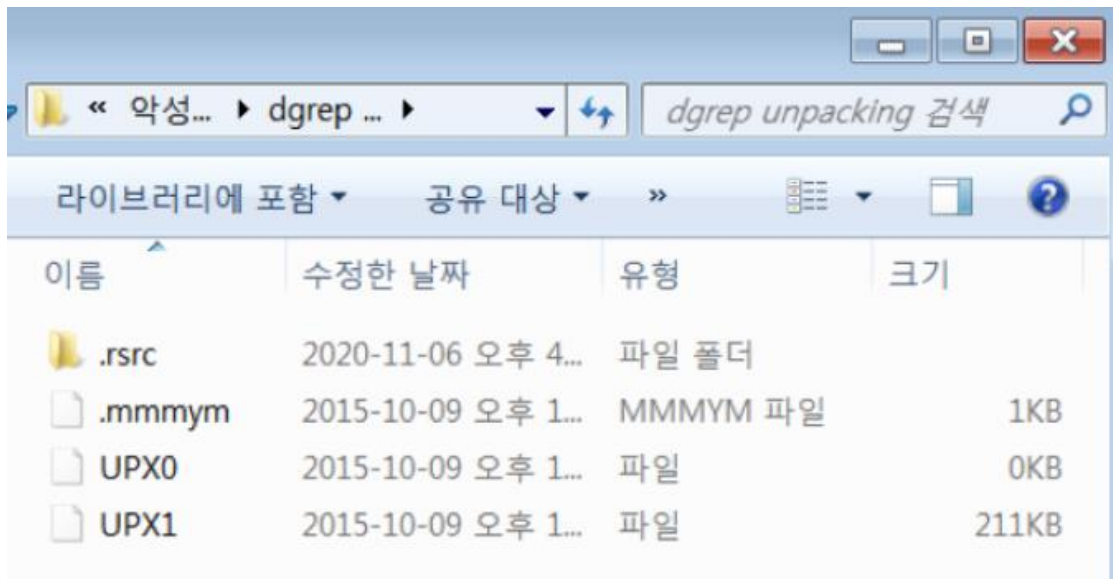 « 악성... ▸ dgrep ... ▸ dgrep unpacking 검색
라이브러리에 포함 ▾ 공유 대상 ▾ »
이름 수정한 날짜 유형 크기
.rsrc 2020-11-06 오후 4... 파일 폴더
.mmmym 2015-10-09 오후 1... MMMYM 파일 1KB
UPX0 2015-10-09 오후 1... 파일 0KB
UPX1 2015-10-09 오후 1... 파일 211KB